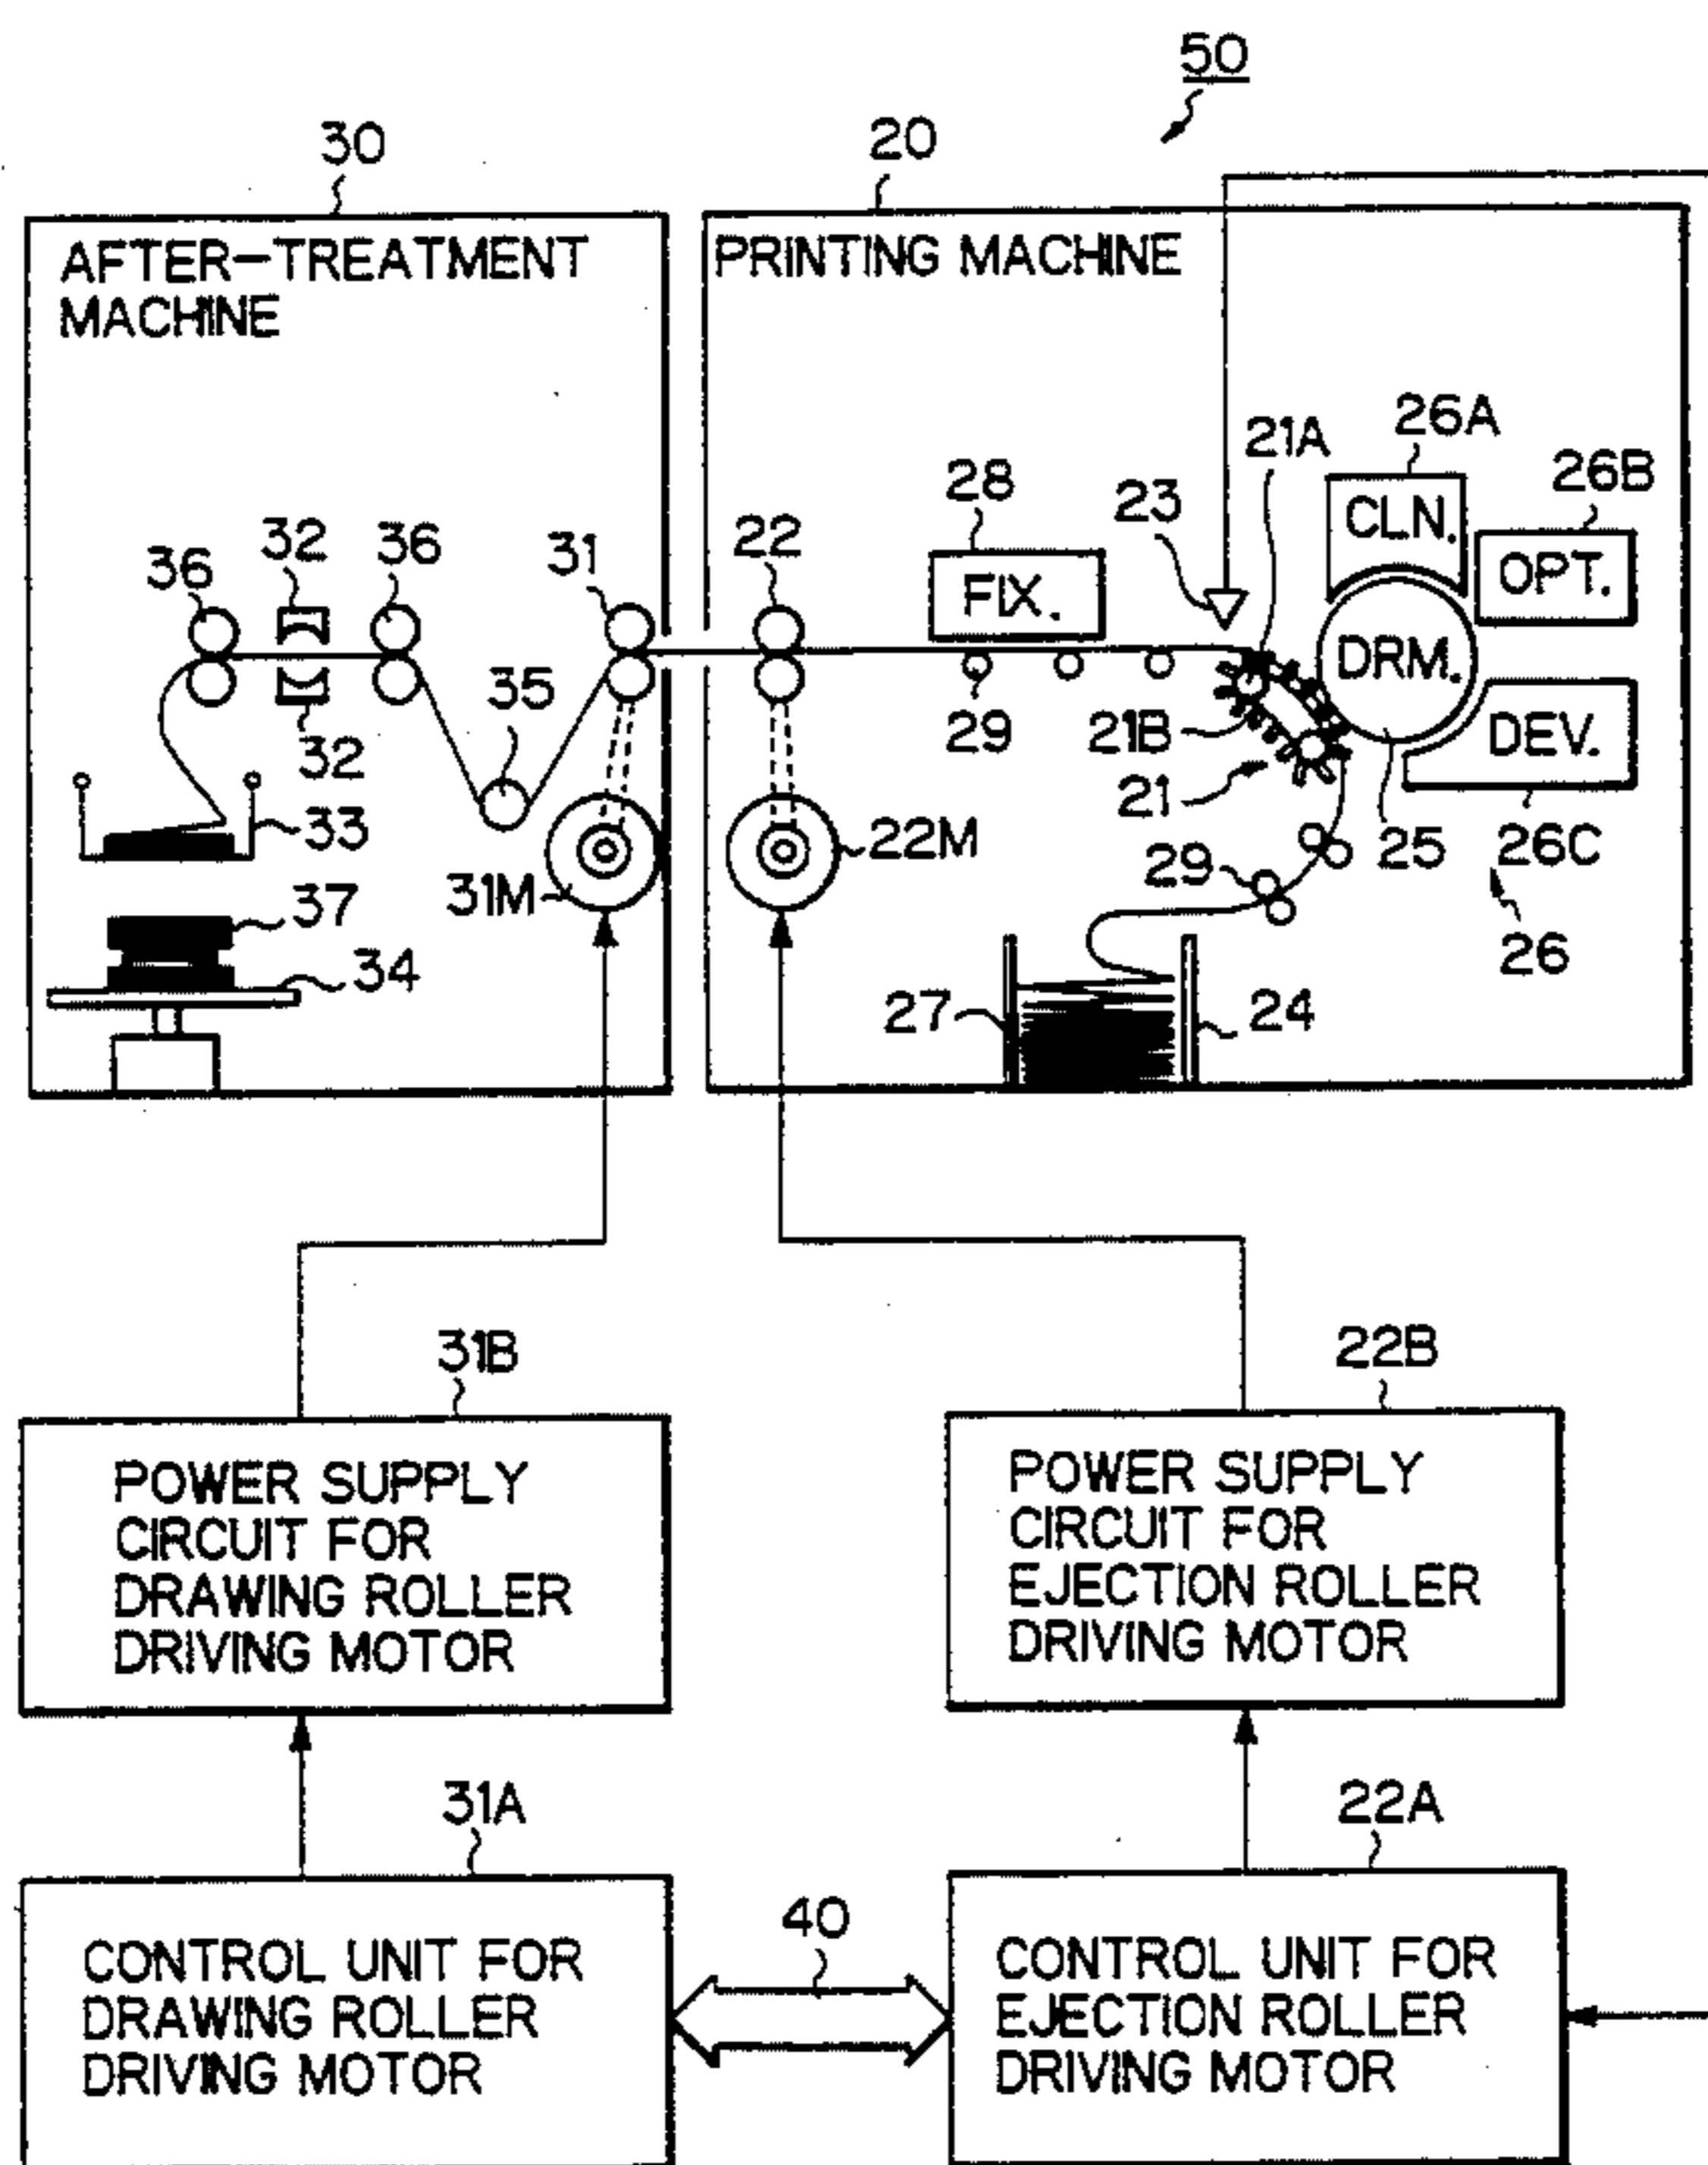 50
30
20
AFTER-TREATMENT
MACHINE
PRINTING MACHINE
26A
21A
26B
28
23
CLN.
32
36
31
22
36
OPT.
FIX.
DRM.
35
29
21B
DEV.
32
21
33
22M
29
25
26C
31M
37
26
34
27
24
31B
22B
POWER SUPPLY
CIRCUIT FOR
DRAWING ROLLER
DRIVING MOTOR
POWER SUPPLY
CIRCUIT FOR
EJECTION ROLLER
DRIVING MOTOR
31A
22A
40
CONTROL UNIT FOR
DRAWING ROLLER
DRIVING MOTOR
CONTROL UNIT FOR
EJECTION ROLLER
DRIVING MOTOR